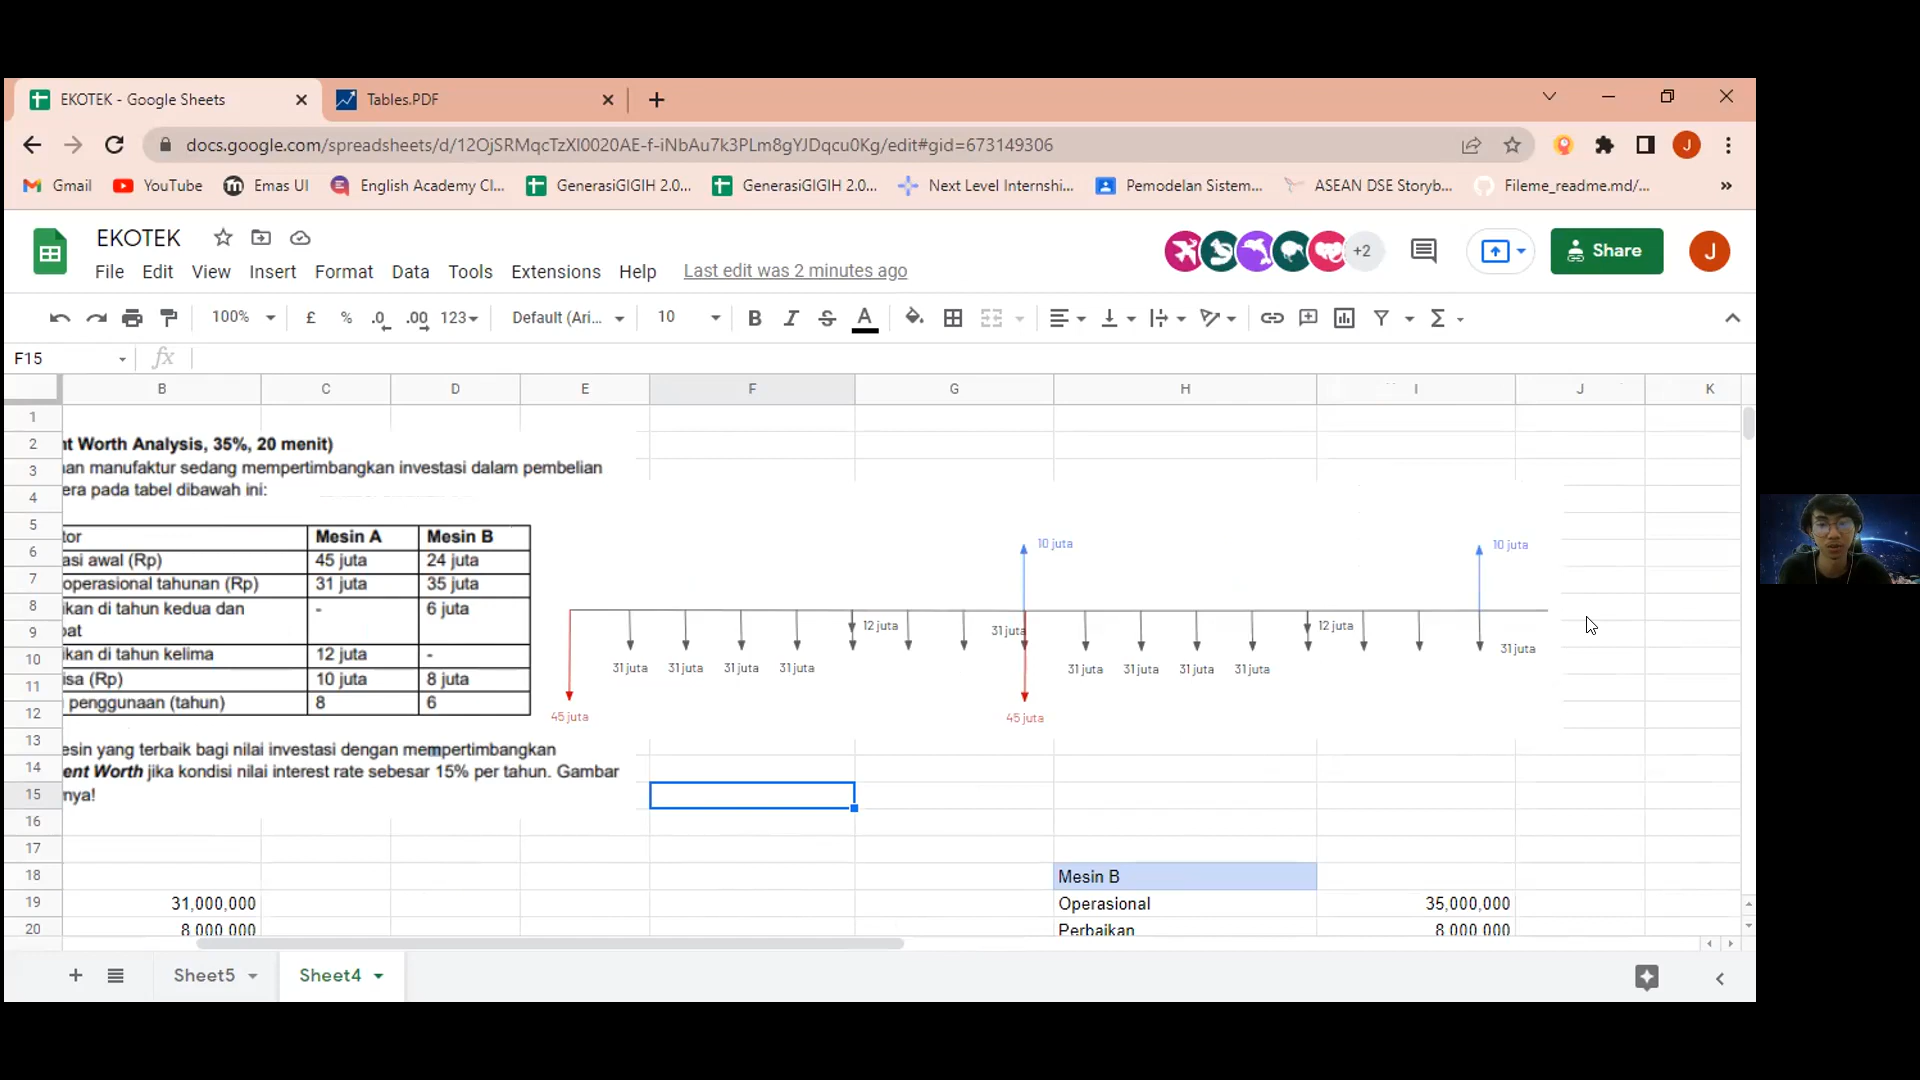 EKOTEK - Google Sheets
Tables.PDF
docs.google.com/spreadsheets/d/12OjSRMqcTzXI0020AE-f-iNbAu7k3PLm8gYJDqcu0Kg/edit#gid=673149306
Gmail YouTube Emas UI English Academy Cl... GenerasiGIGIH 2.0... GenerasiGIGIH 2.0... Next Level Internshi... Pemodelan Sistem... ASEAN DSE Storyb... Fileme_readme.md/... »
EKOTEK
+2
Share
J
File Edit View Insert Format Data Tools Extensions Help Last edit was 2 minutes ago
100% £ % .0 .00 123 Default (Ari... 10 B I S A Σ
F15 fx
B C D E F G H I J K
1
2 nt Worth Analysis, 35%, 20 menit)
3 an manufaktur sedang mempertimbangkan investasi dalam pembelian
4 era pada tabel dibawah ini:
5 tor Mesin A Mesin B
6 asi awal (Rp) 45 juta 24 juta
7 operasional tahunan (Rp) 31 juta 35 juta
8 ikan di tahun kedua dan - 6 juta
9 pat
10 ikan di tahun kelima 12 juta -
11 isa (Rp) 10 juta 8 juta
12 penggunaan (tahun) 8 6
10 juta 10 juta
12 juta 31 juta 12 juta
31 juta 31 juta 31 juta 31 juta 31 juta 31 juta 31 juta 31 juta 31 juta
45 juta 45 juta
13 esin yang terbaik bagi nilai investasi dengan mempertimbangkan
14 ent Worth jika kondisi nilai interest rate sebesar 15% per tahun. Gambar
15 nya!
16
17
18 Mesin B
19 31,000,000 Operasional 35,000,000
20 8,000,000 Perbaikan 8,000,000
Sheet5 Sheet4